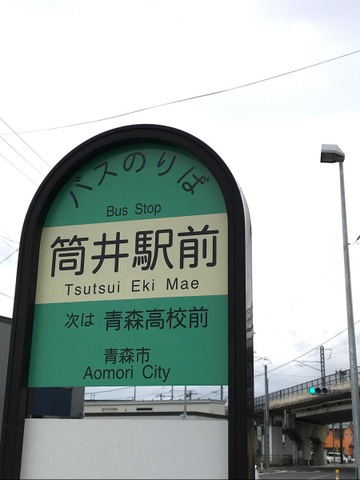 バスのりば
Bus Stop
筒井駅前
Tsutsui Eki Mae
次は 青森高校前
青森市
Aomori City